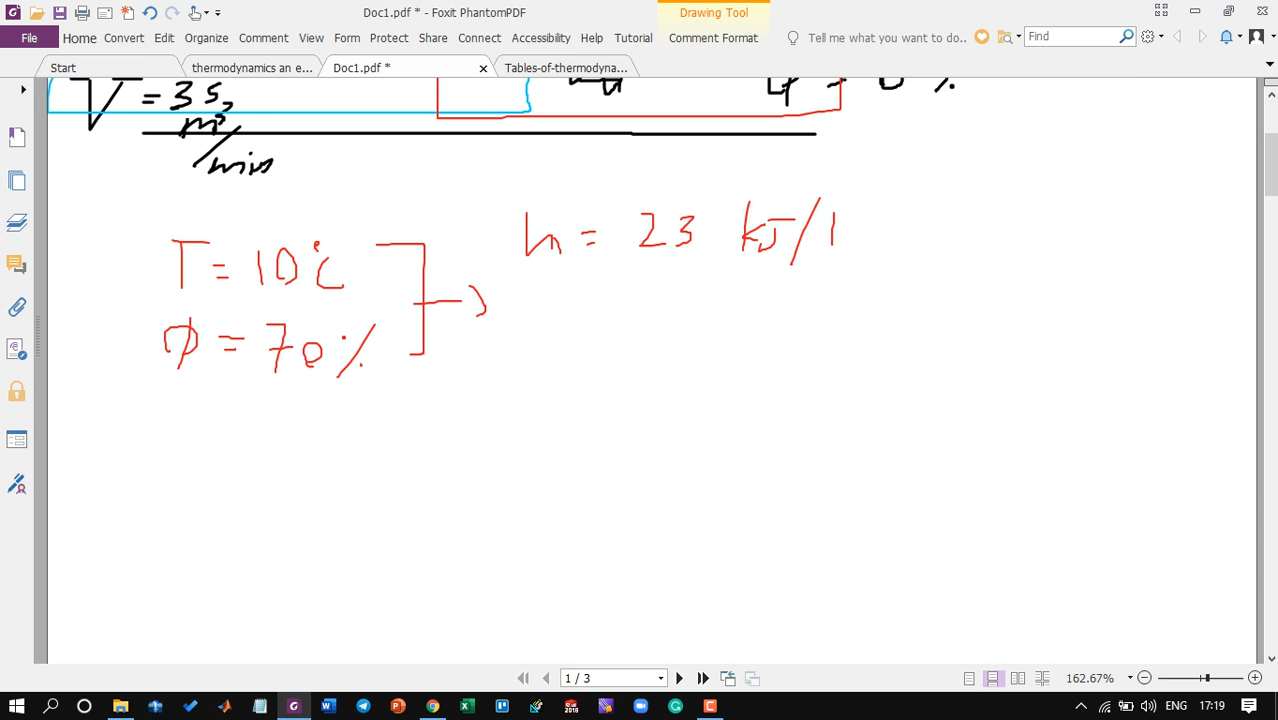 Doc1.pdf * - Foxit PhantomPDF
Drawing Tool
File Home Convert Edit Organize Comment View Form Protect Share Connect Accessibility Help Tutorial Comment Format Tell me what you want to do.. Find
Start thermodynamics an e... Doc1.pdf * Tables-of-thermodyna...
V = 35 φ = 0 %
m³
/min
h = 23 kJ/1
T = 10°C
Φ = 70%
1 / 3 162.67%
ENG 17:19